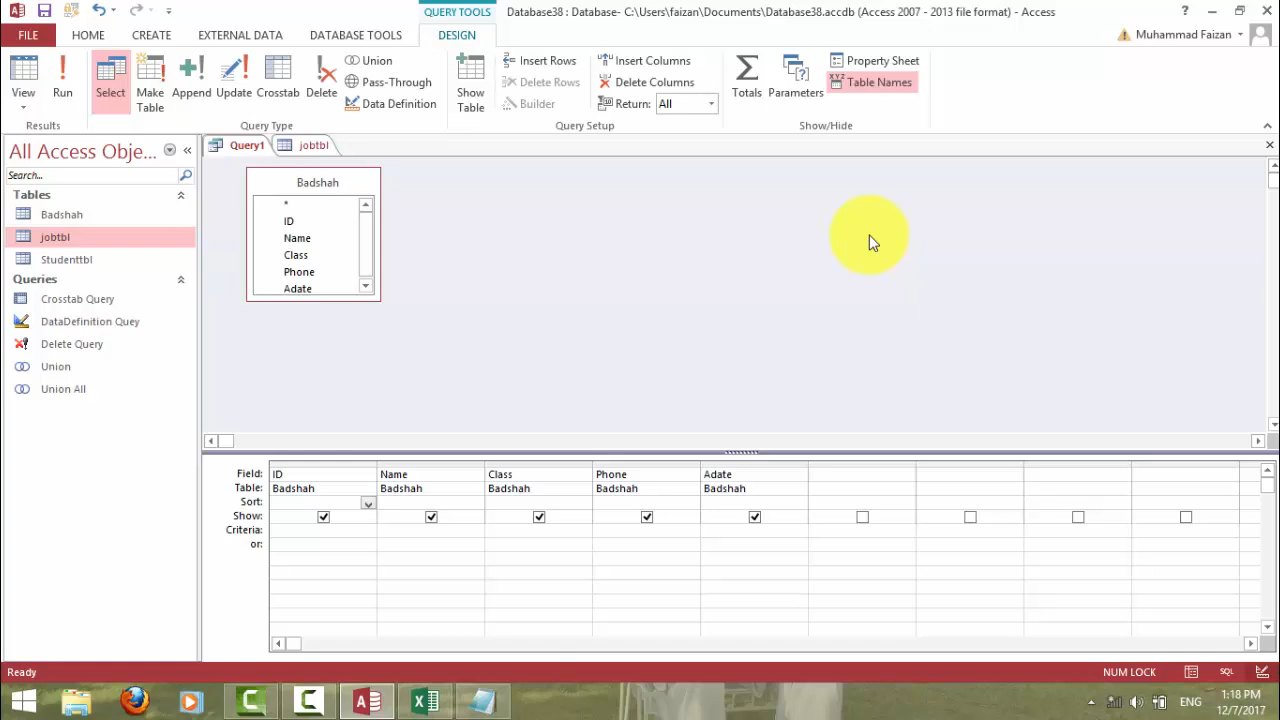 QUERY TOOLS
Database38 : Database- C:\Users\faizan\Documents\Database38.accdb (Access 2007 - 2013 file format) - Access
?
FILE
HOME
CREATE
EXTERNAL DATA
DATABASE TOOLS
DESIGN
Muhammad Faizan
View
Run
Select
Make Table
Append
Update
Crosstab
Delete
Union
Pass-Through
Data Definition
Show Table
Insert Rows
Delete Rows
Builder
Insert Columns
Delete Columns
Return: All
Totals
Parameters
Property Sheet
XYZ Table Names
Results
Query Type
Query Setup
Show/Hide
All Access Obje...
Search...
Tables
Badshah
jobtbl
Studenttbl
Queries
Crosstab Query
DataDefinition Quey
Delete Query
Union
Union All
Query1
jobtbl
Badshah
*
ID
Name
Class
Phone
Adate
Field: ID Name Class Phone Adate
Table: Badshah Badshah Badshah Badshah Badshah
Sort:
Show:
Criteria:
or:
Ready
NUM LOCK
SQL
ENG
1:18 PM
12/7/2017